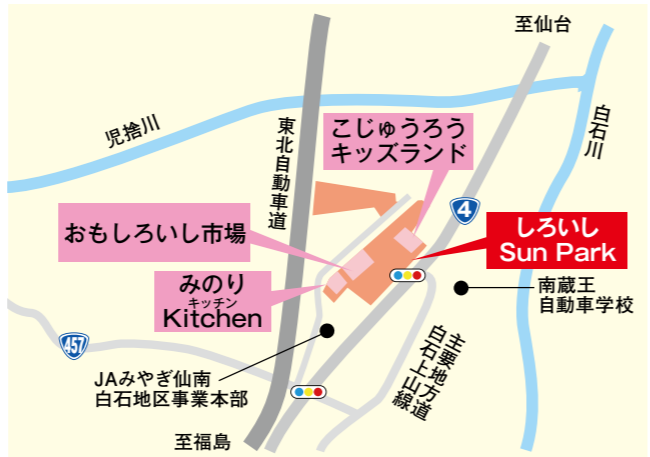 至仙台
児捨川
東北自動車道
こじゅうろう
キッズランド
白石川
4
おもしろいし市場
しろいし
Sun Park
みのり
キッチン
Kitchen
南蔵王
自動車学校
457
主要地方道
白石上山線
JAみやぎ仙南
白石地区事業本部
至福島